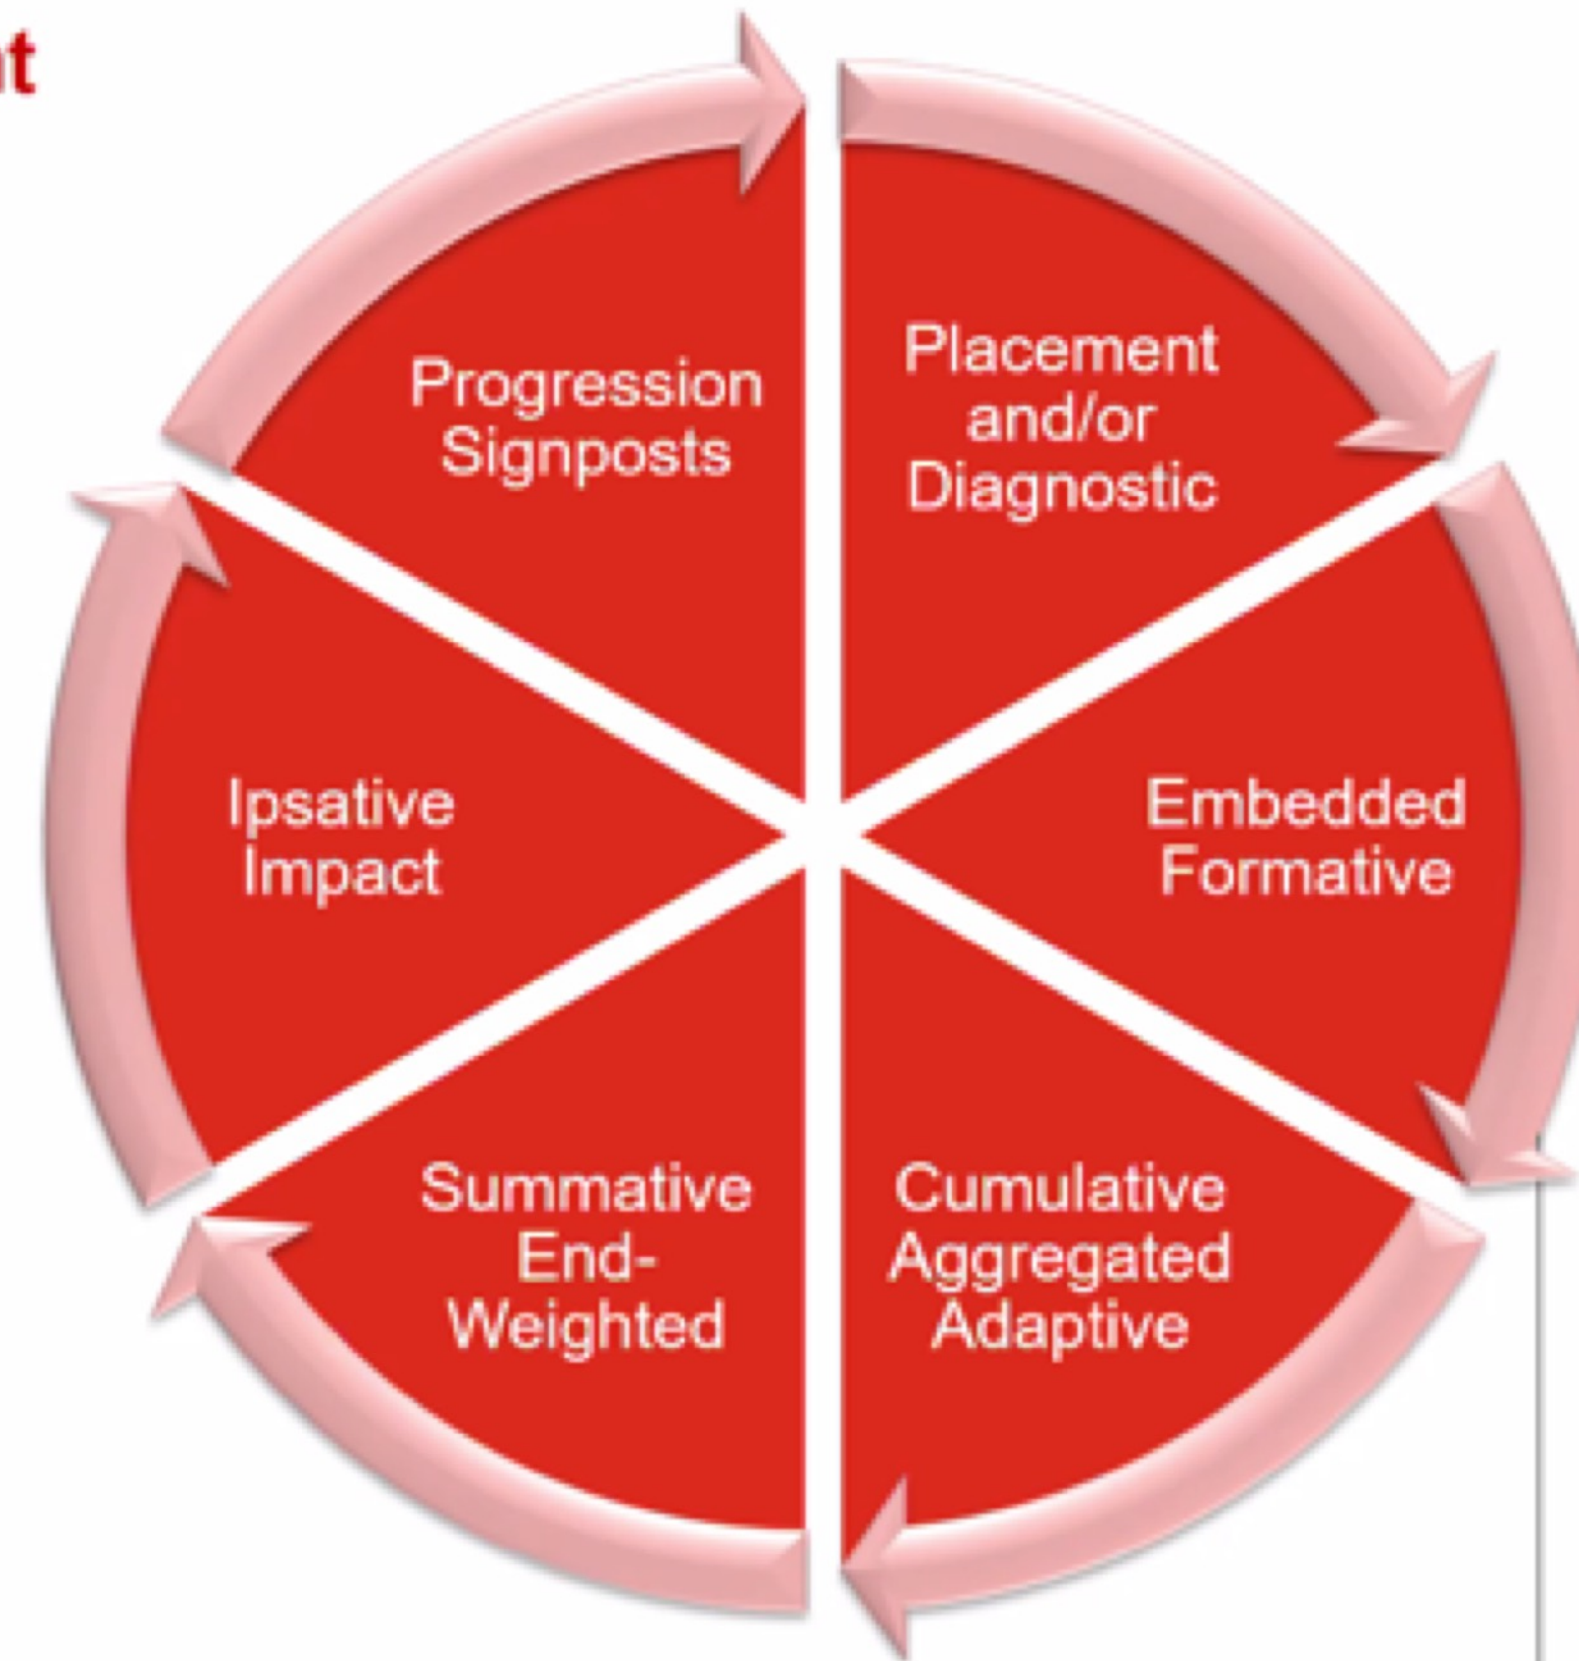 Placement
and/or
Diagnostic
Embedded
Formative
Cumulative
Aggregated
Adaptive
Summative
End-
Weighted
Ipsative
Impact
Progression
Signposts